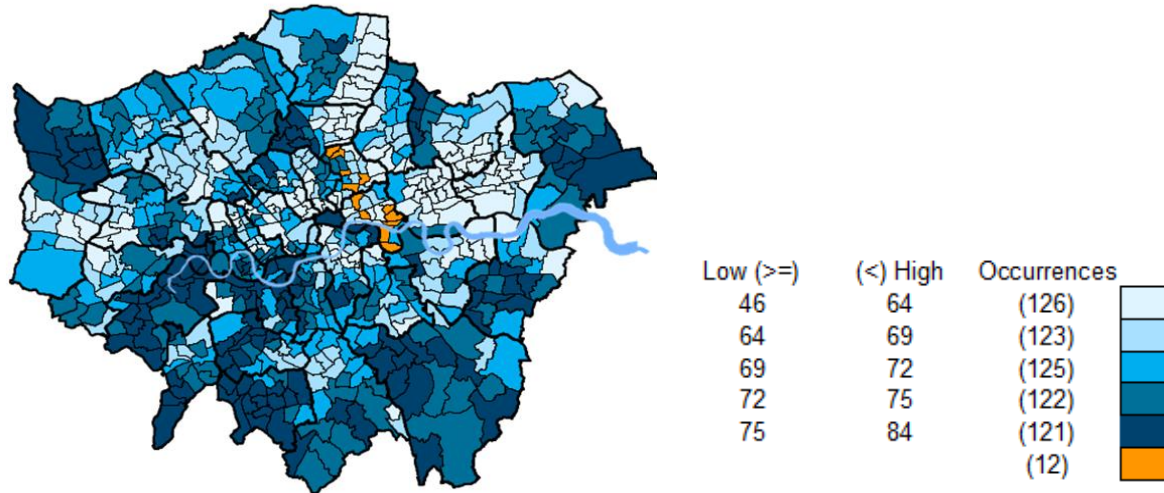 Low (>=) (<) High Occurrences
46 64 (126)
64 69 (123)
69 72 (125)
72 75 (122)
75 84 (121)
(12)